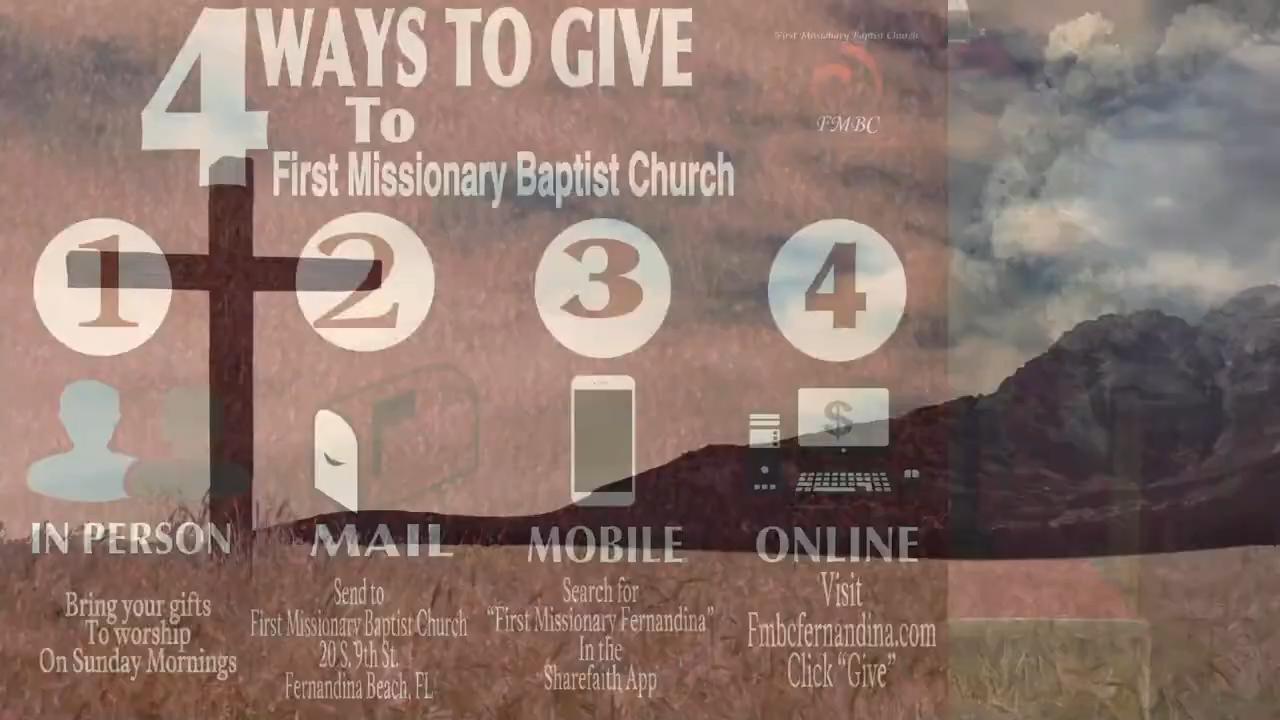 4 WAYS TO GIVE
To
First Missionary Baptist Church
First Missionary Baptist Church
FMBC
1 2 3 4
$
IN PERSON
Bring your gifts
To worship
On Sunday Mornings
MAIL
Send to
First Missionary Baptist Church
20 S. 9th St.
Fernandina Beach, FL
MOBILE
Search for
“First Missionary Fernandina”
In the
Sharefaith App
ONLINE
Visit
Fmbcfernandina.com
Click “Give”